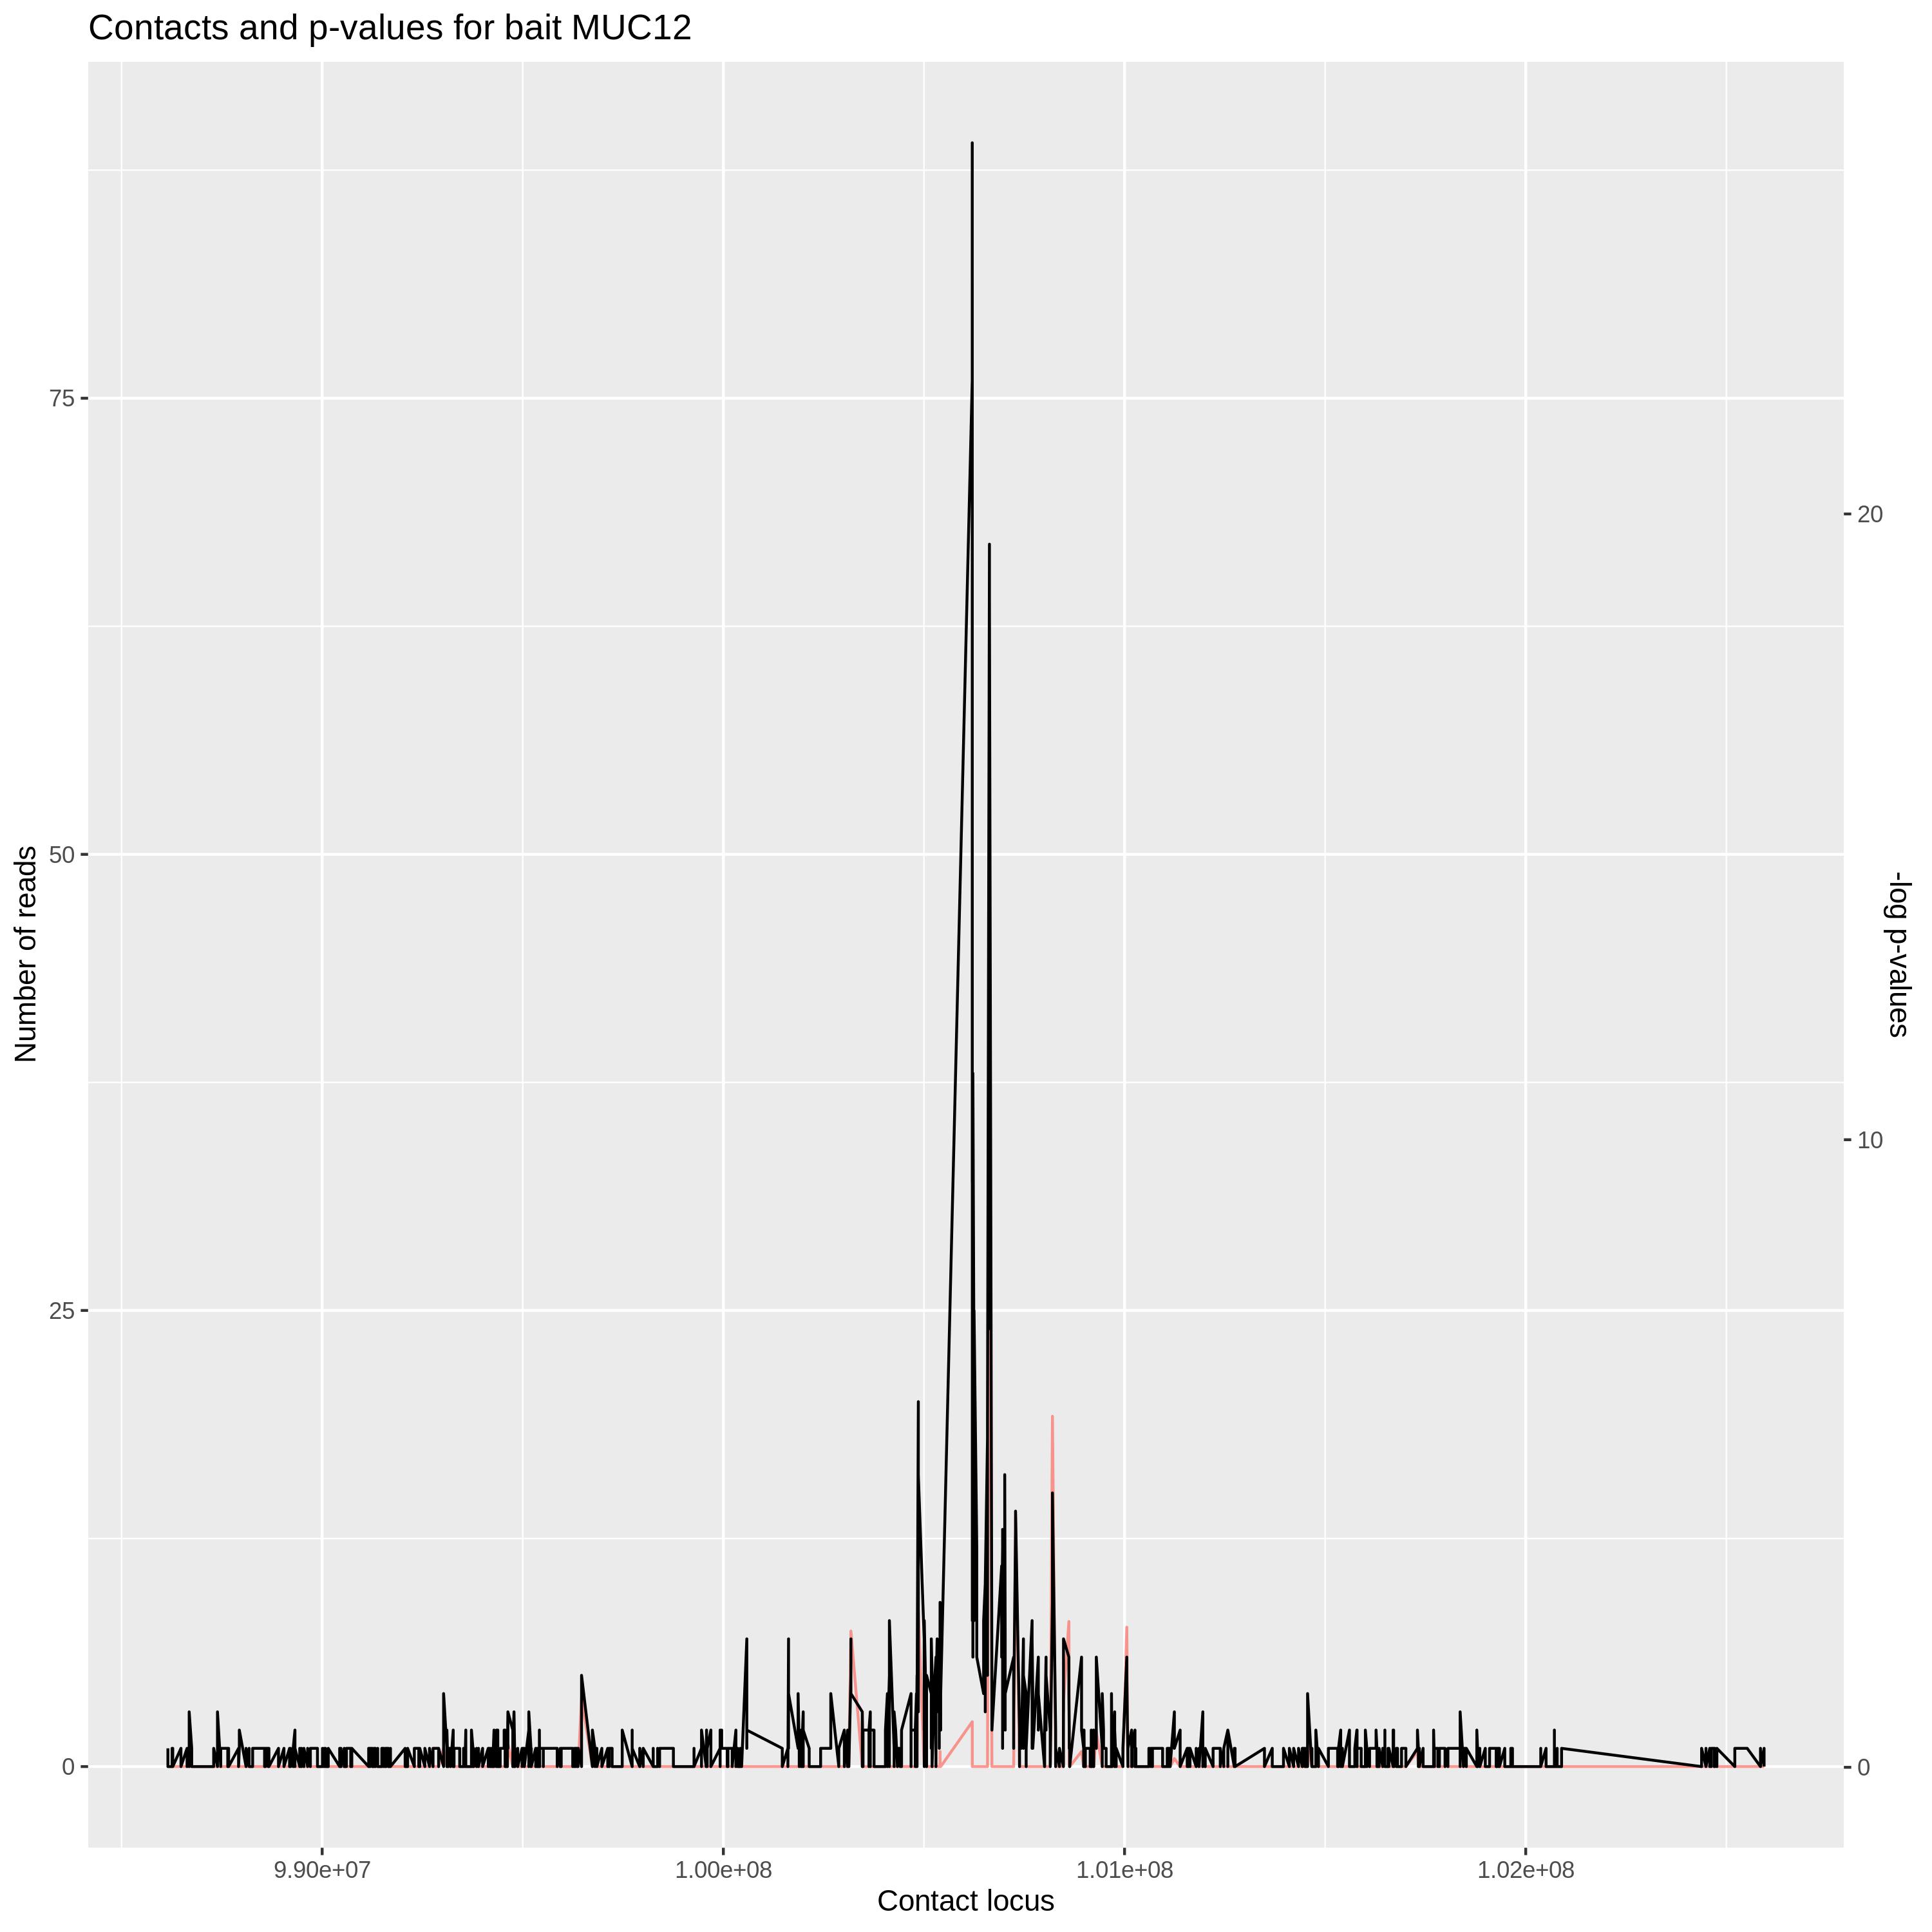 Contacts and p-values for bait MUC12
Number of reads
75
50
25
0
20
10
0
-log p-values
9.90e+07 1.00e+08 1.01e+08 1.02e+08
Contact locus